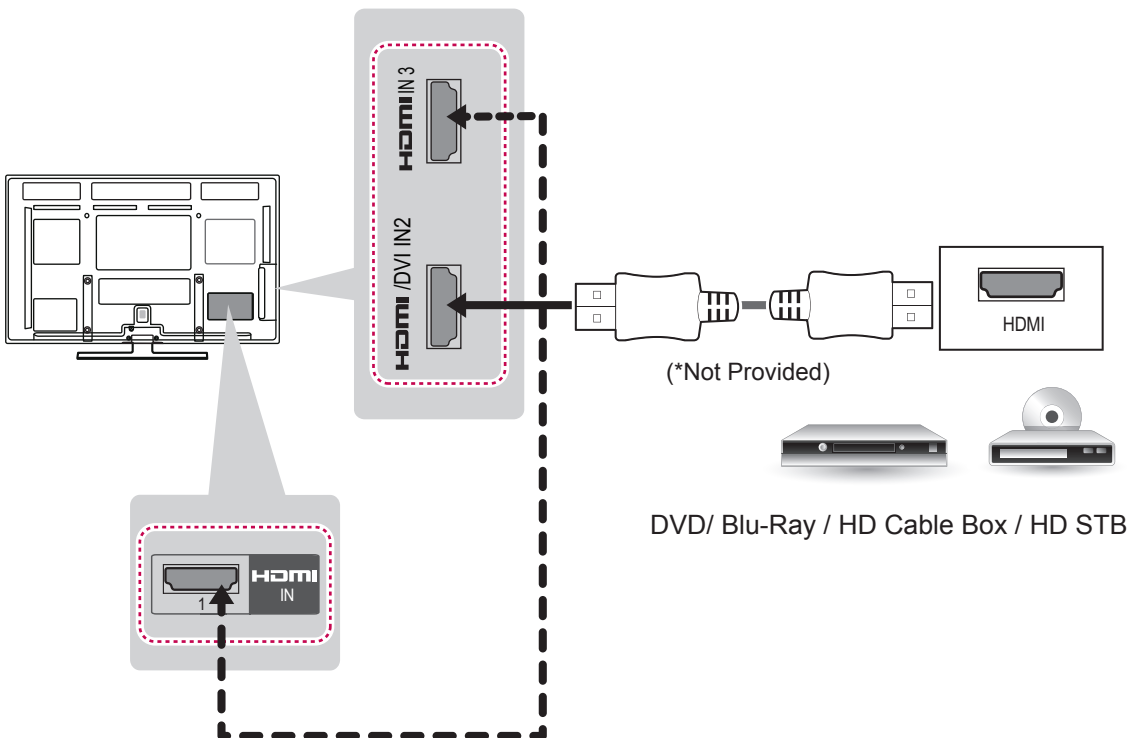 HDMI IN 3
HDMI /DVI IN2
(*Not Provided)
HDMI
DVD/ Blu-Ray / HD Cable Box / HD STB
1
HDMI
IN